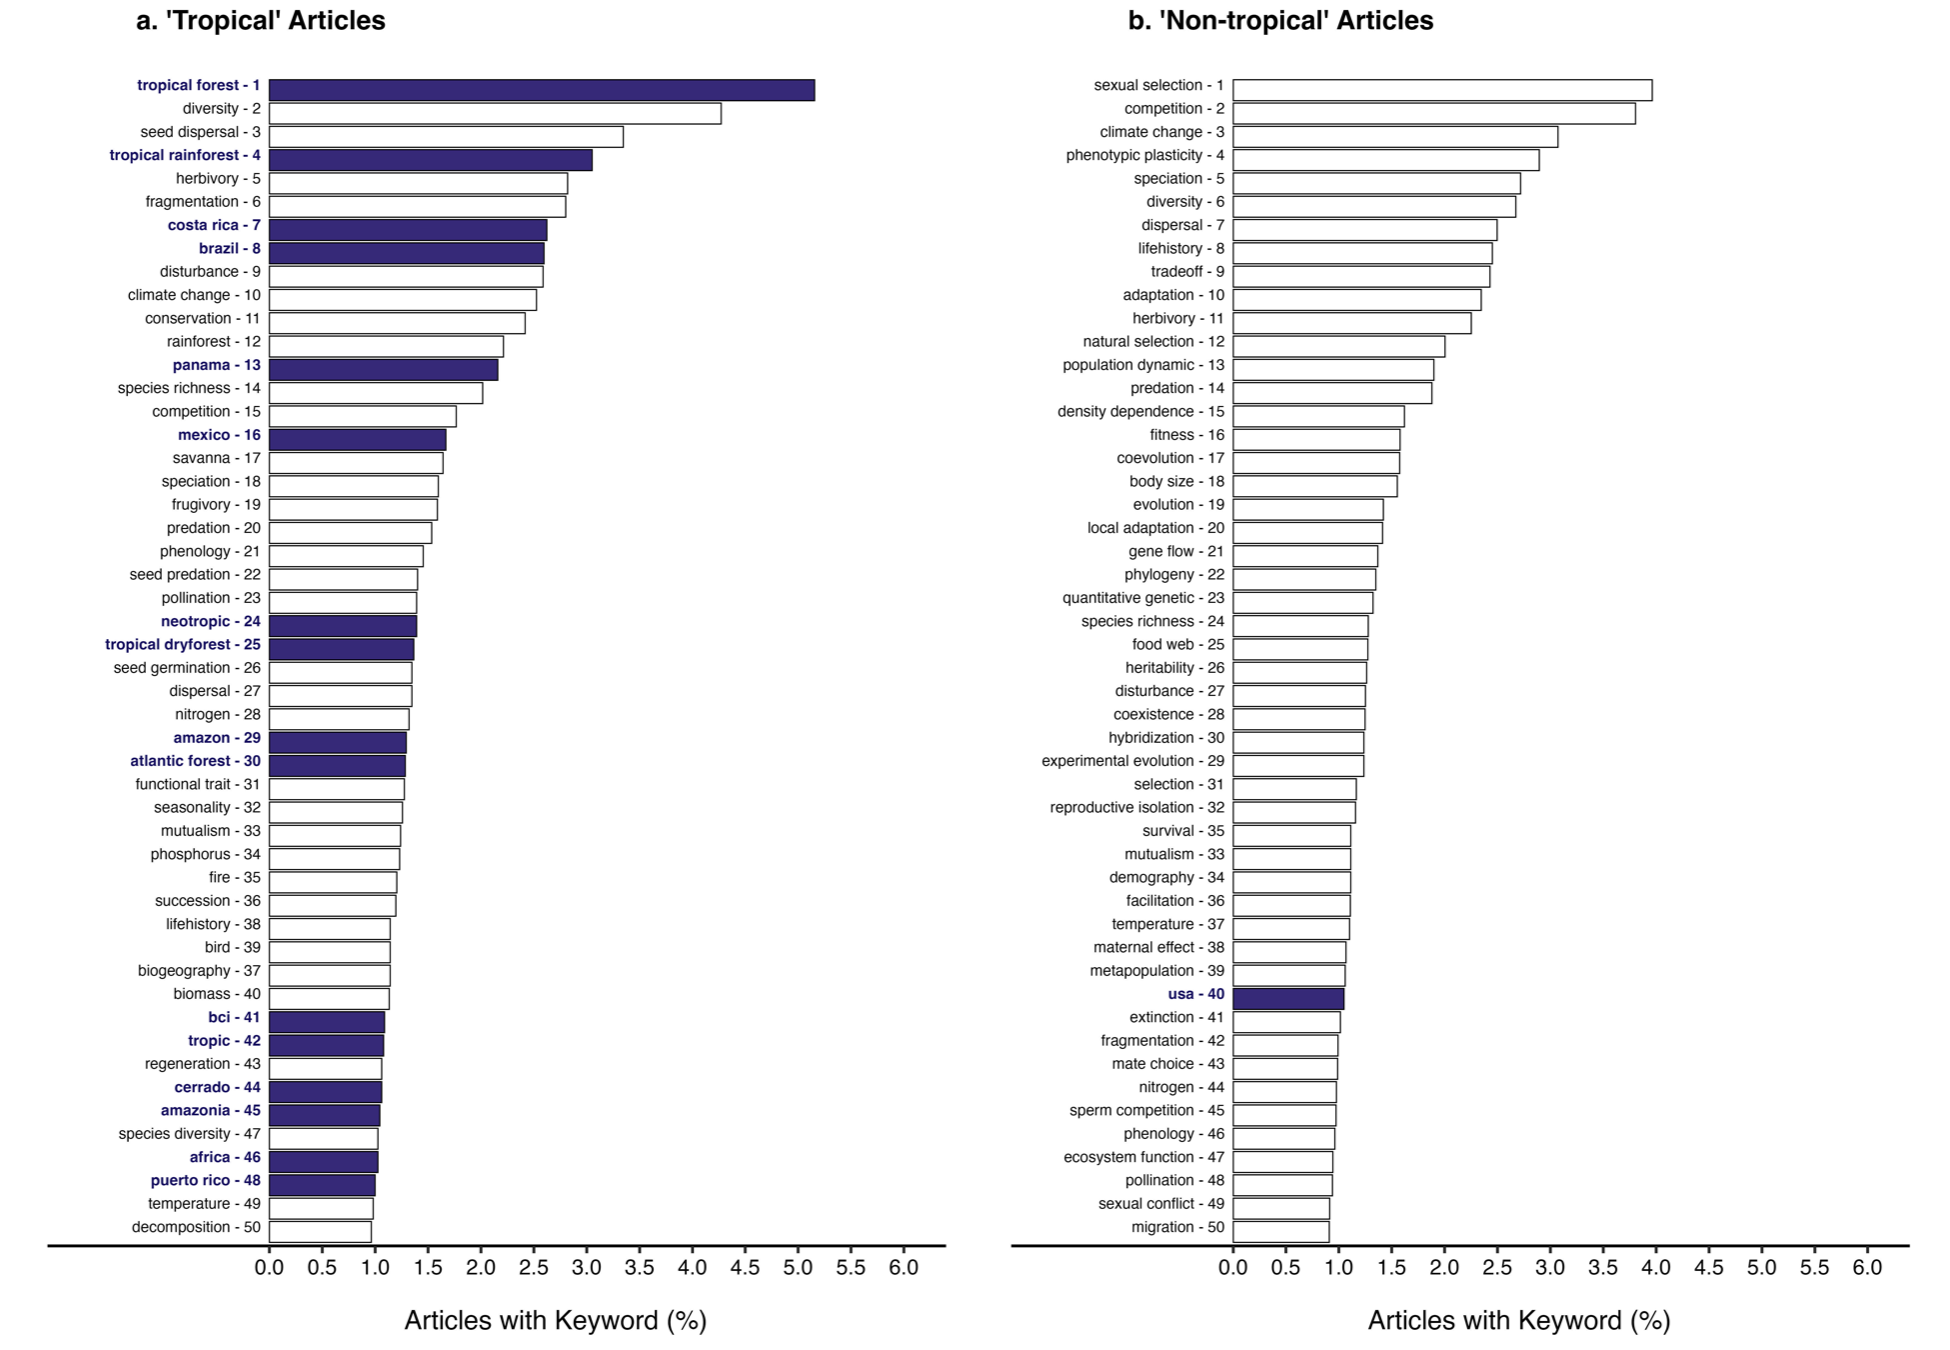 a. 'Tropical' Articles
tropical forest - 1
diversity - 2
seed dispersal - 3
tropical rainforest - 4
herbivory - 5
fragmentation - 6
costa rica - 7
brazil - 8
disturbance - 9
climate change - 10
conservation - 11
rainforest - 12
panama - 13
species richness - 14
competition - 15
mexico - 16
savanna - 17
speciation - 18
frugivory - 19
predation - 20
phenology - 21
seed predation - 22
pollination - 23
neotropic - 24
tropical dryforest - 25
seed germination - 26
dispersal - 27
nitrogen - 28
amazon - 29
atlantic forest - 30
functional trait - 31
seasonality - 32
mutualism - 33
phosphorus - 34
fire - 35
succession - 36
lifehistory - 38
bird - 39
biogeography - 37
biomass - 40
bci - 41
tropic - 42
regeneration - 43
cerrado - 44
amazonia - 45
species diversity - 47
africa - 46
puerto rico - 48
temperature - 49
decomposition - 50
0.0 0.5 1.0 1.5 2.0 2.5 3.0 3.5 4.0 4.5 5.0 5.5 6.0
Articles with Keyword (%)
b. 'Non-tropical' Articles
sexual selection - 1
competition - 2
climate change - 3
phenotypic plasticity - 4
speciation - 5
diversity - 6
dispersal - 7
lifehistory - 8
tradeoff - 9
adaptation - 10
herbivory - 11
natural selection - 12
population dynamic - 13
predation - 14
density dependence - 15
fitness - 16
coevolution - 17
body size - 18
evolution - 19
local adaptation - 20
gene flow - 21
phylogeny - 22
quantitative genetic - 23
species richness - 24
food web - 25
heritability - 26
disturbance - 27
coexistence - 28
hybridization - 30
experimental evolution - 29
selection - 31
reproductive isolation - 32
survival - 35
mutualism - 33
demography - 34
facilitation - 36
temperature - 37
maternal effect - 38
metapopulation - 39
usa - 40
extinction - 41
fragmentation - 42
mate choice - 43
nitrogen - 44
sperm competition - 45
phenology - 46
ecosystem function - 47
pollination - 48
sexual conflict - 49
migration - 50
0.0 0.5 1.0 1.5 2.0 2.5 3.0 3.5 4.0 4.5 5.0 5.5 6.0
Articles with Keyword (%)